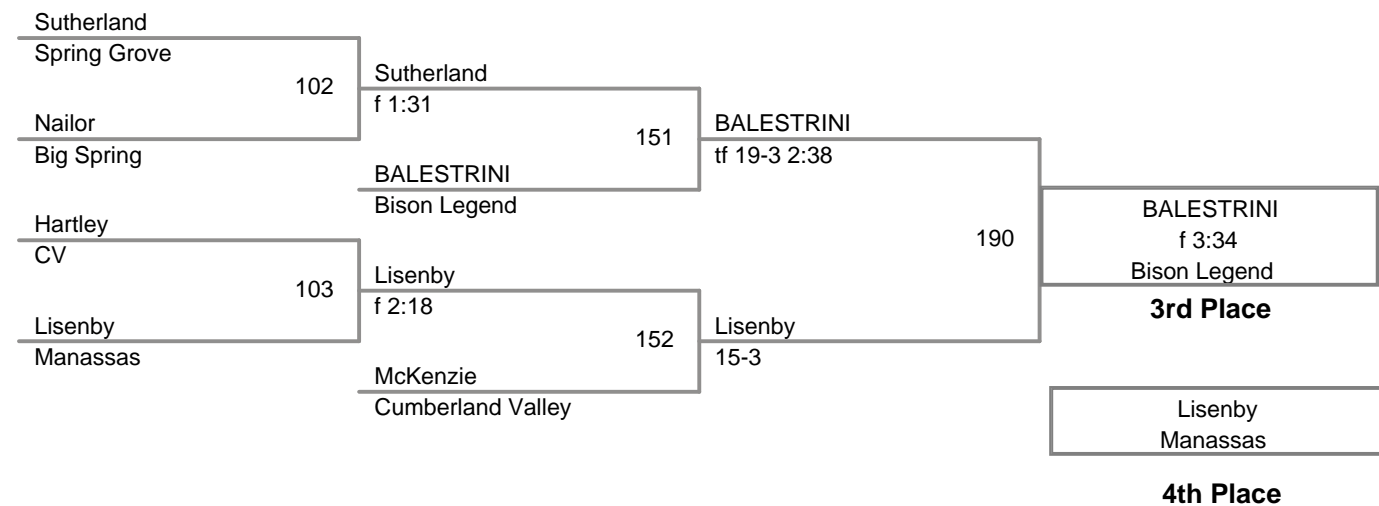 Sutherland
Spring Grove
102
Sutherland
f 1:31
Nailor
Big Spring
151
BALESTRINI
tf 19-3 2:38
BALESTRINI
Bison Legend
Hartley
CV
190
BALESTRINI
f 3:34
Bison Legend
3rd Place
103
Lisenby
f 2:18
Lisenby
Manassas
152
Lisenby
15-3
McKenzie
Cumberland Valley
Lisenby
Manassas
4th Place